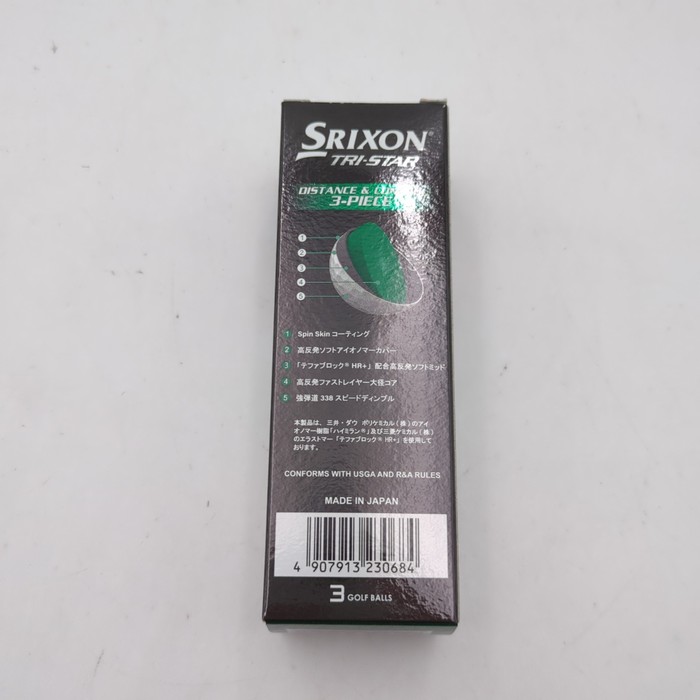 SRIXON®
TRI-STAR
DISTANCE &
3-PIECE
1
2
3
4
5
1 Spin Skin コーティング
2 高反発ソフトアイオノマーカバー
3 「テファブロック® HR+」配合高反発ソフトミッド
4 高反発ファストレイヤー大径コア
5 強弾道 338 スピードディンプル
本製品は、三井・ダウ ポリケミカル(株)のアイ
オノマー樹脂「ハイミラン®」及び三菱ケミカル(株)
のエラストマー「テファブロック® HR+」を使用して
おります。
CONFORMS WITH USGA AND R&A RULES
MADE IN JAPAN
4 907913 230684
3 GOLF BALLS